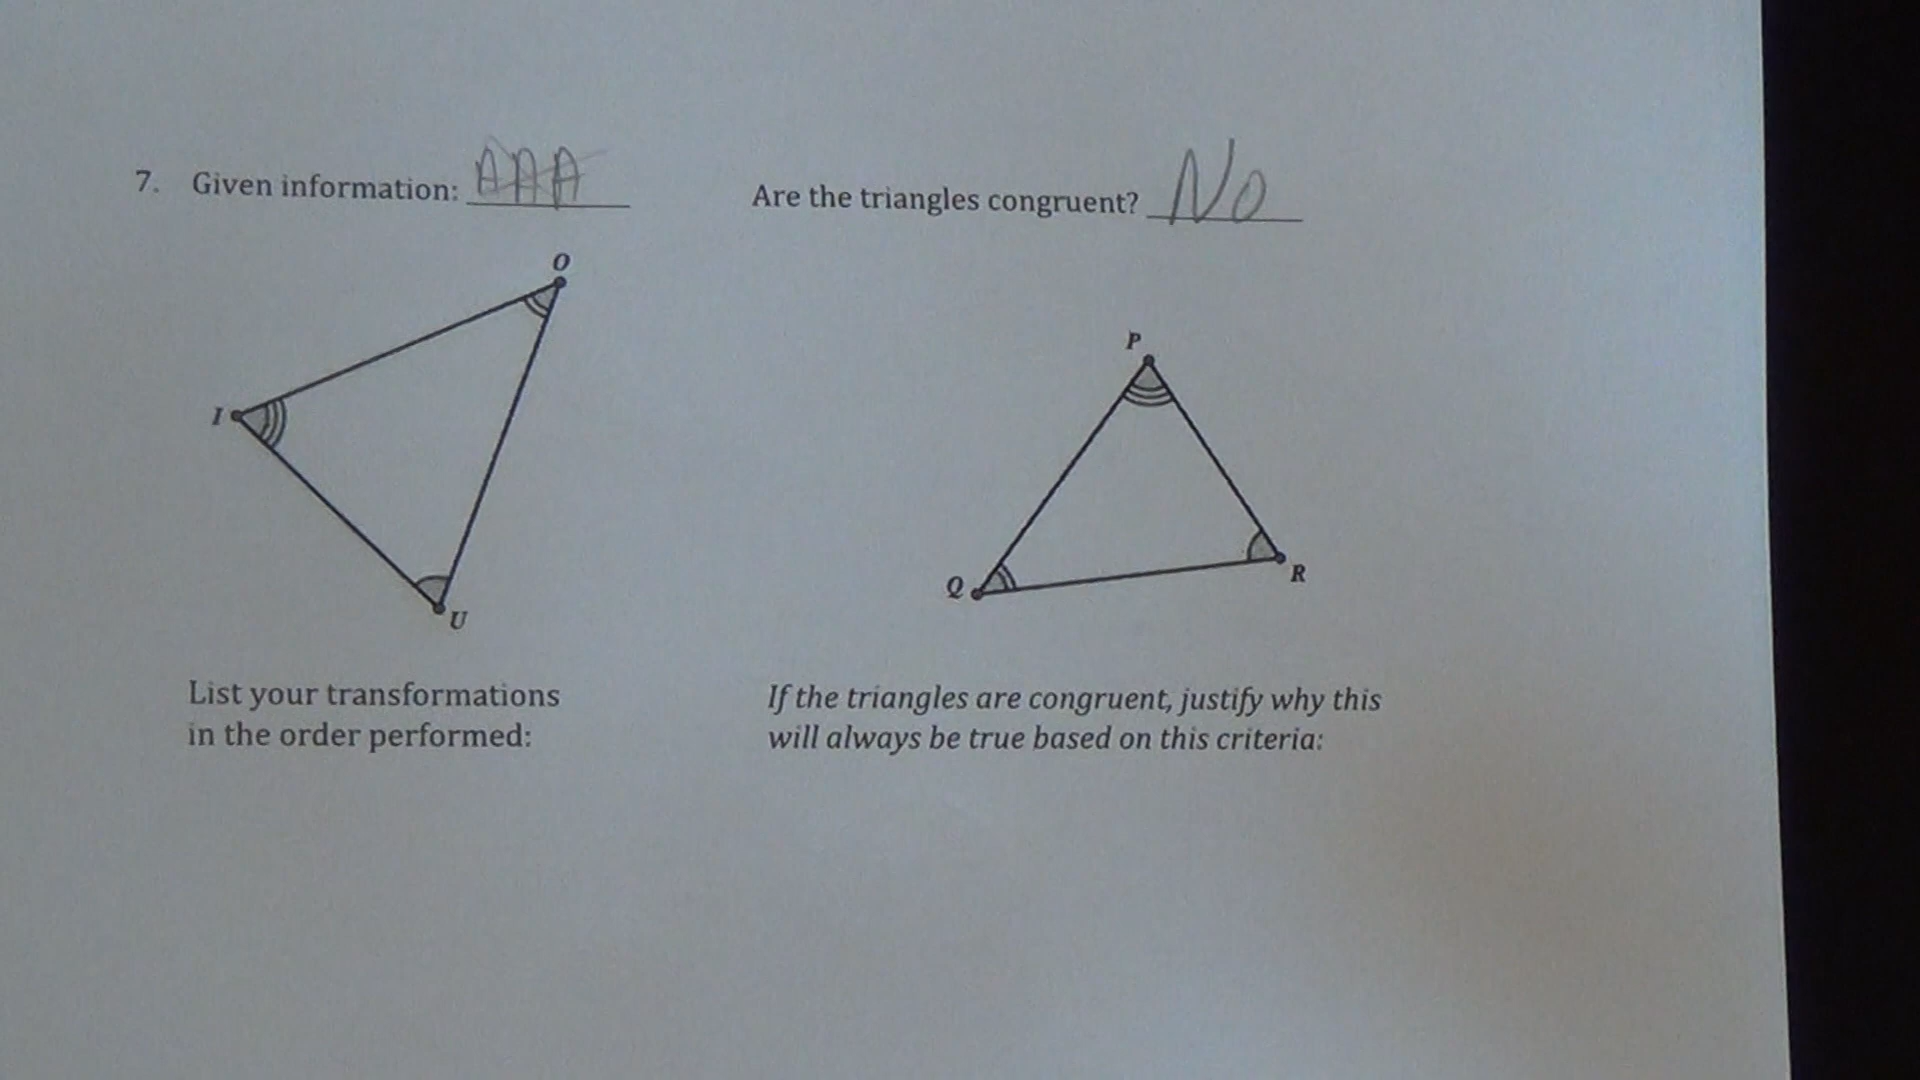 7. Given information: AAA
Are the triangles congruent? No
O
P
I
Q
R
U
List your transformations
in the order performed:
If the triangles are congruent, justify why this
will always be true based on this criteria: